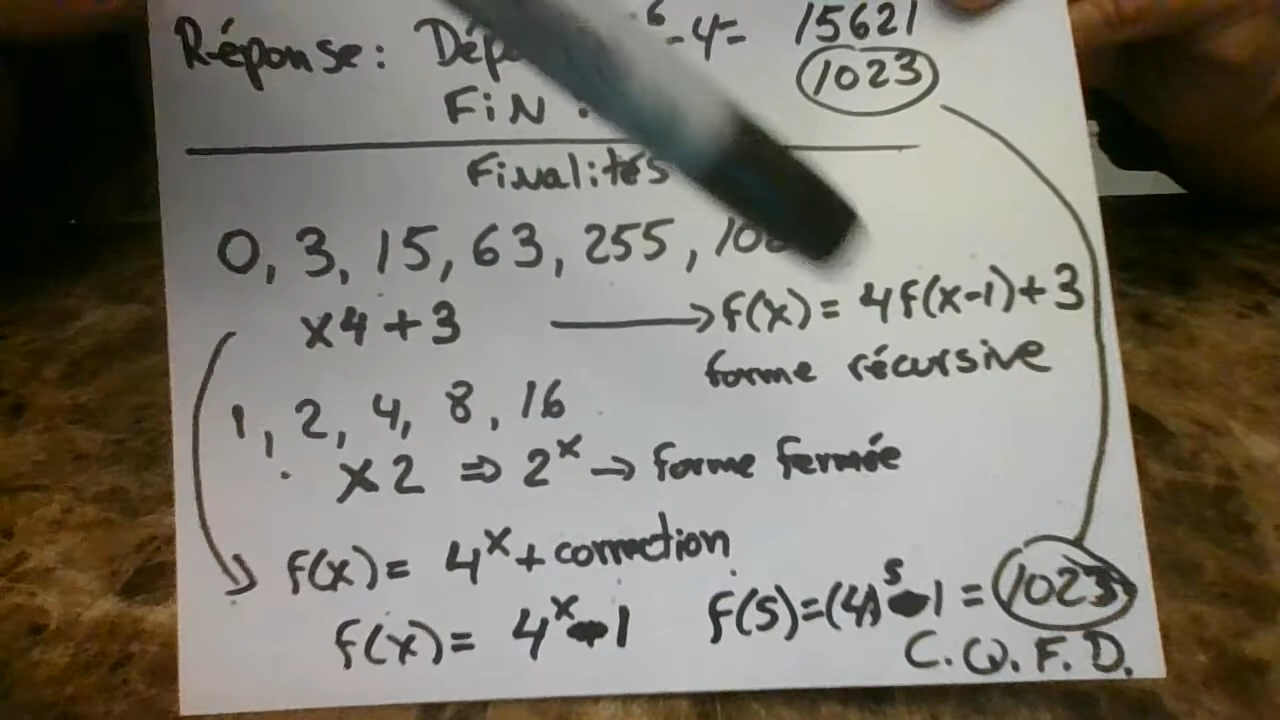 Réponse: 6-4= 15621
FiN : 1023
Finalités
0, 3, 15, 63, 255,
x4+3 → f(x)= 4f(x-1)+3
forme récursive
1, 2, 4, 8, 16
x2 ⇒ 2^x → forme fermée
f(x)= 4^x + correction
f(x)= 4^x-1 f(5)=(4)^5-1 = 1023
C.Q.F.D.